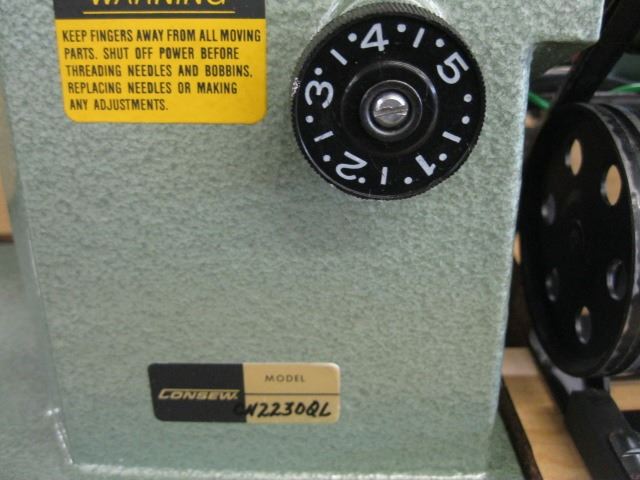 WARNING
KEEP FINGERS AWAY FROM ALL MOVING
PARTS. SHUT OFF POWER BEFORE
THREADING NEEDLES AND BOBBINS,
REPLACING NEEDLES OR MAKING
ANY ADJUSTMENTS.
1 2 3 4 5
MODEL
CONSEW.
CN2230QL